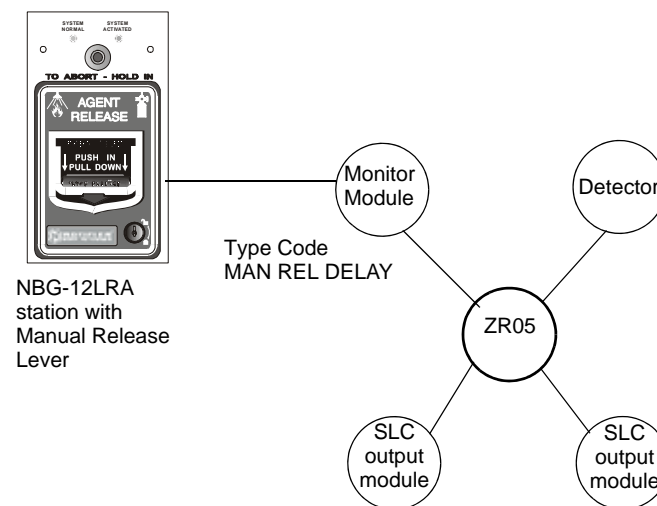 SYSTEM NORMAL
SYSTEM ACTIVATED
TO ABORT - HOLD IN
AGENT
RELEASE
PUSH IN
PULL DOWN
NBG-12LRA
station with
Manual Release
Lever
Type Code
MAN REL DELAY
Monitor
Module
Detector
ZR05
SLC
output
module
SLC
output
module